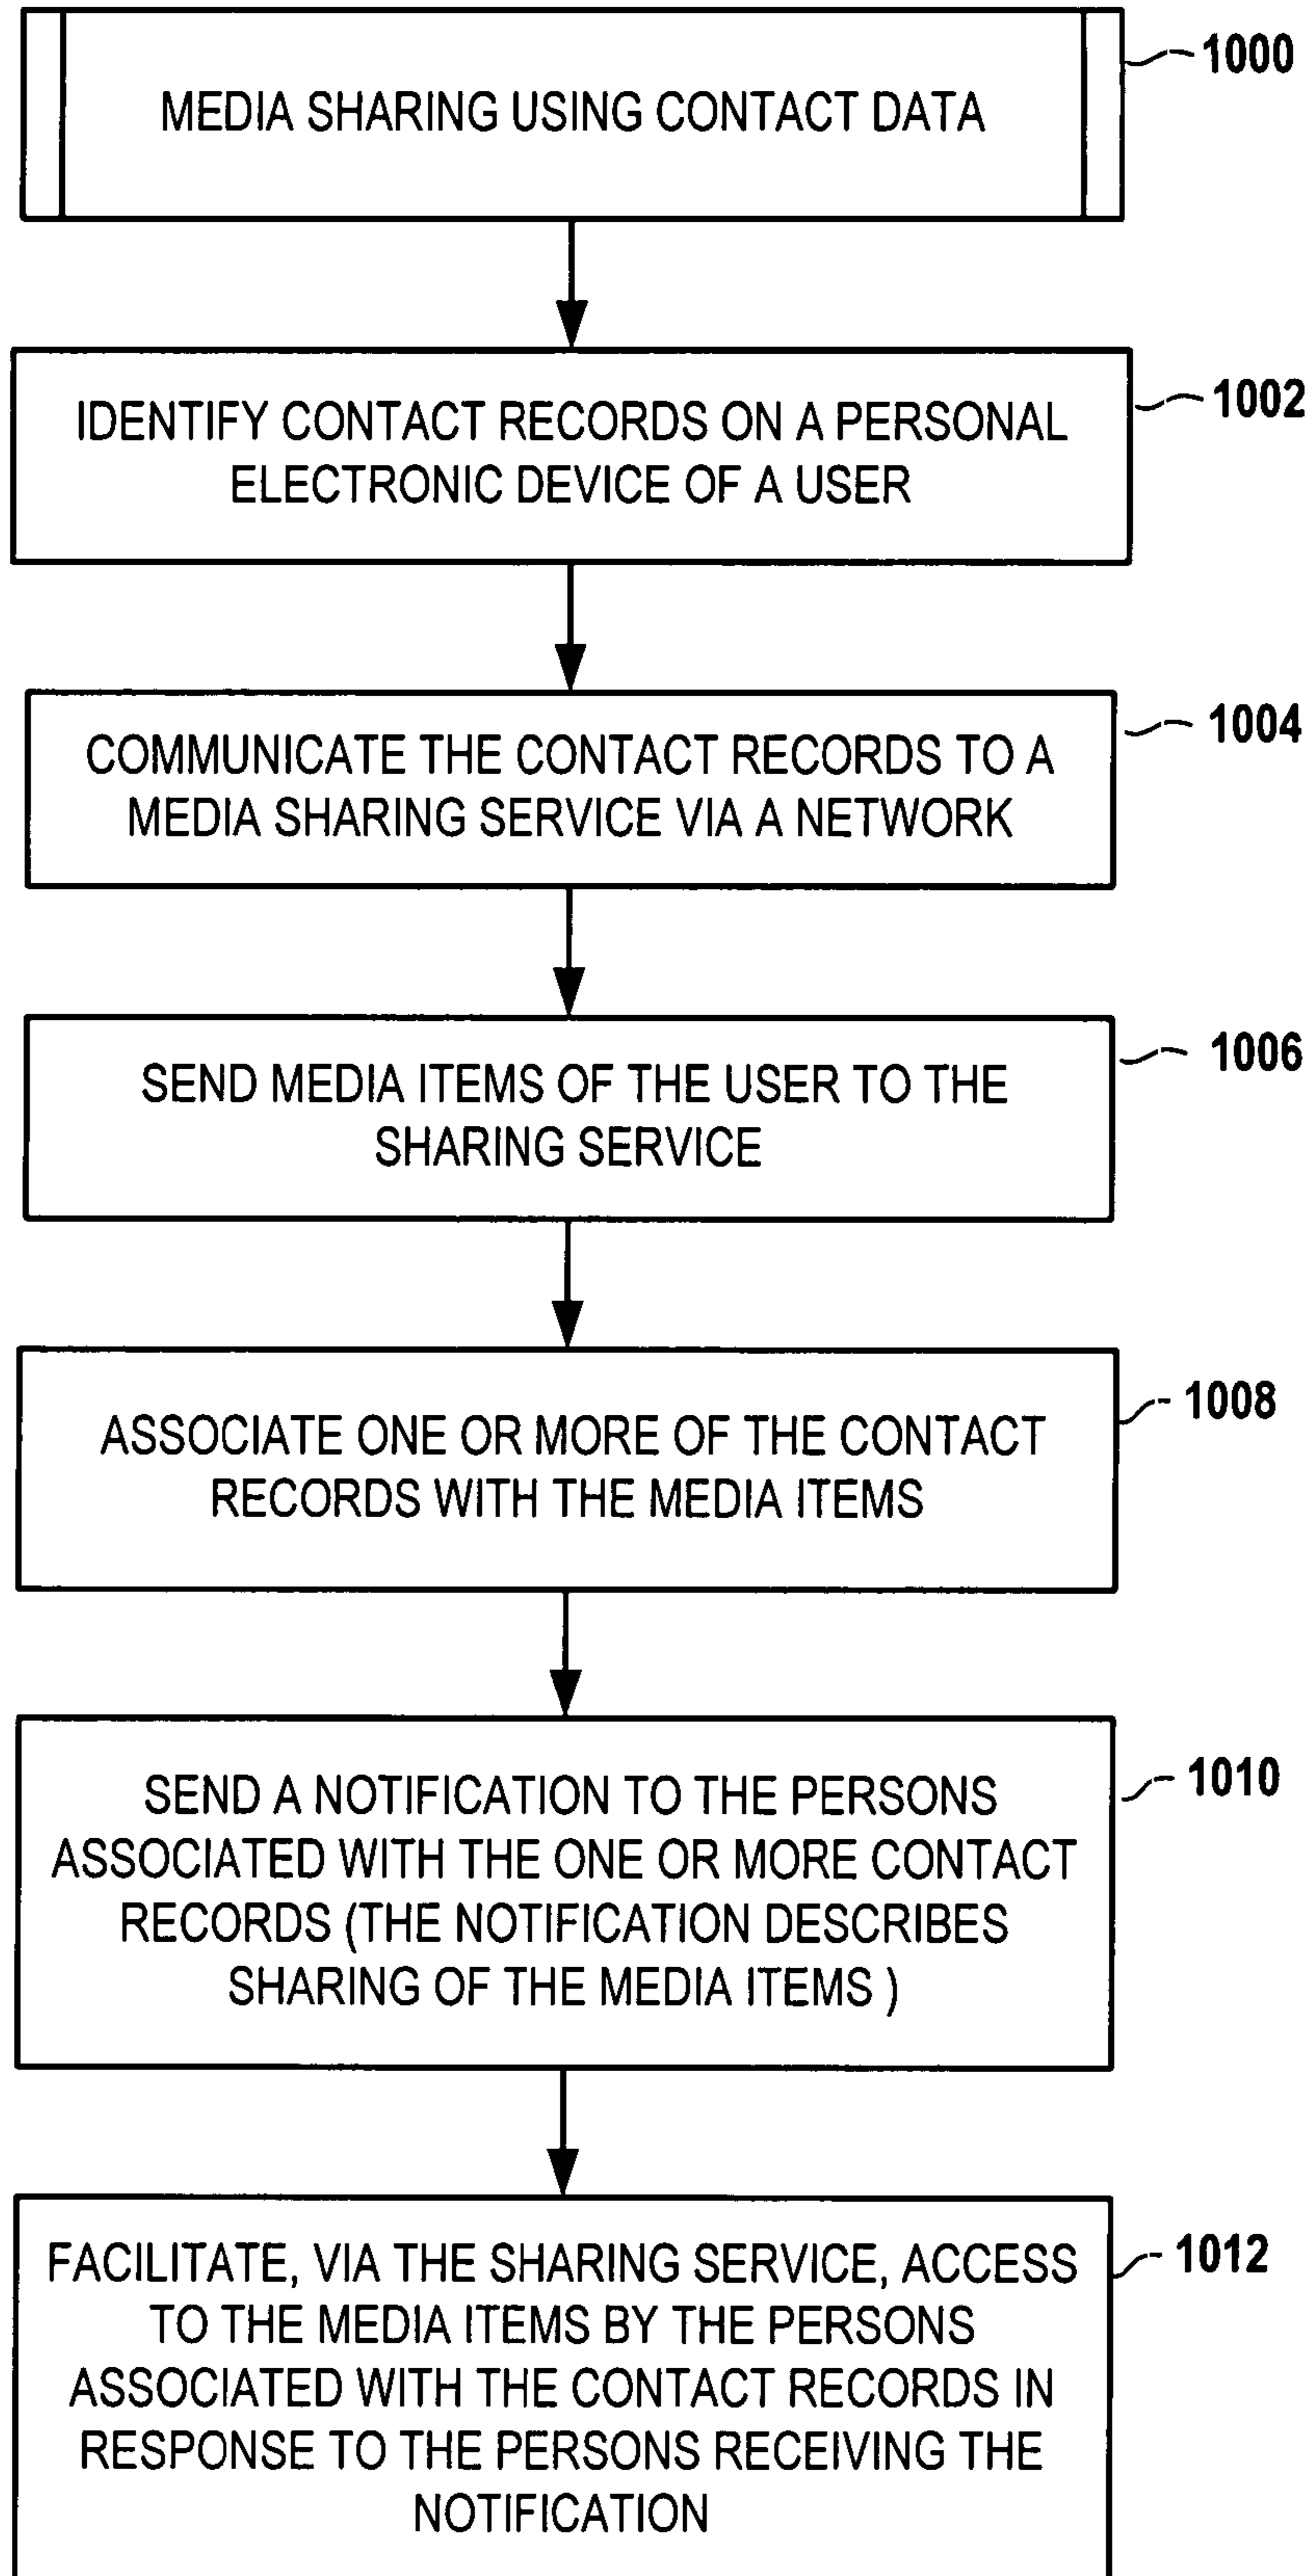 MEDIA SHARING USING CONTACT DATA
1000
IDENTIFY CONTACT RECORDS ON A PERSONAL
ELECTRONIC DEVICE OF A USER
1002
COMMUNICATE THE CONTACT RECORDS TO A
MEDIA SHARING SERVICE VIA A NETWORK
1004
SEND MEDIA ITEMS OF THE USER TO THE
SHARING SERVICE
1006
ASSOCIATE ONE OR MORE OF THE CONTACT
RECORDS WITH THE MEDIA ITEMS
1008
SEND A NOTIFICATION TO THE PERSONS
ASSOCIATED WITH THE ONE OR MORE CONTACT
RECORDS (THE NOTIFICATION DESCRIBES
SHARING OF THE MEDIA ITEMS )
1010
FACILITATE, VIA THE SHARING SERVICE, ACCESS
TO THE MEDIA ITEMS BY THE PERSONS
ASSOCIATED WITH THE CONTACT RECORDS IN
RESPONSE TO THE PERSONS RECEIVING THE
NOTIFICATION
1012